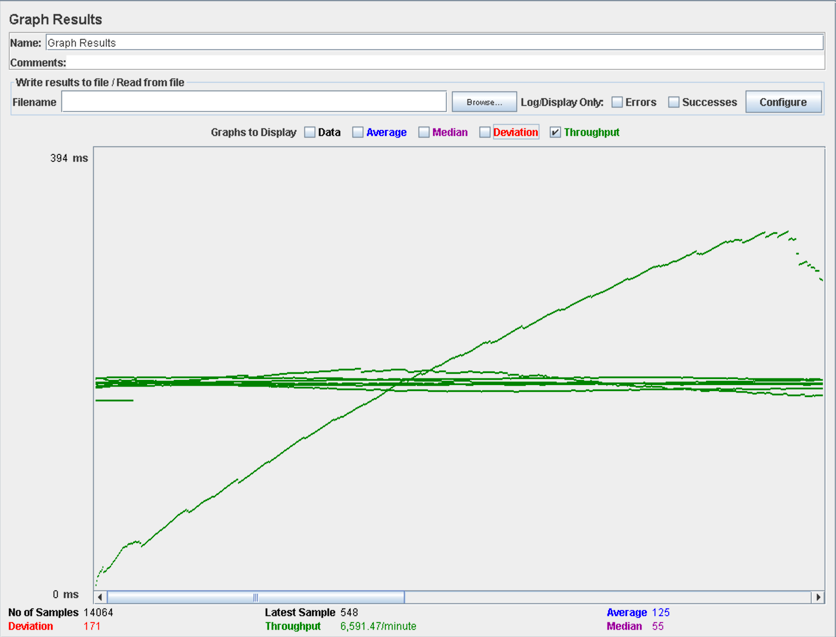 Graph Results
Name: Graph Results
Comments:
Write results to file / Read from file
Filename Browse... Log/Display Only: Errors Successes Configure
Graphs to Display Data Average Median Deviation Throughput
394 ms
0 ms
No of Samples 14064 Latest Sample 548 Average 125
Deviation 171 Throughput 6,591.47/minute Median 55